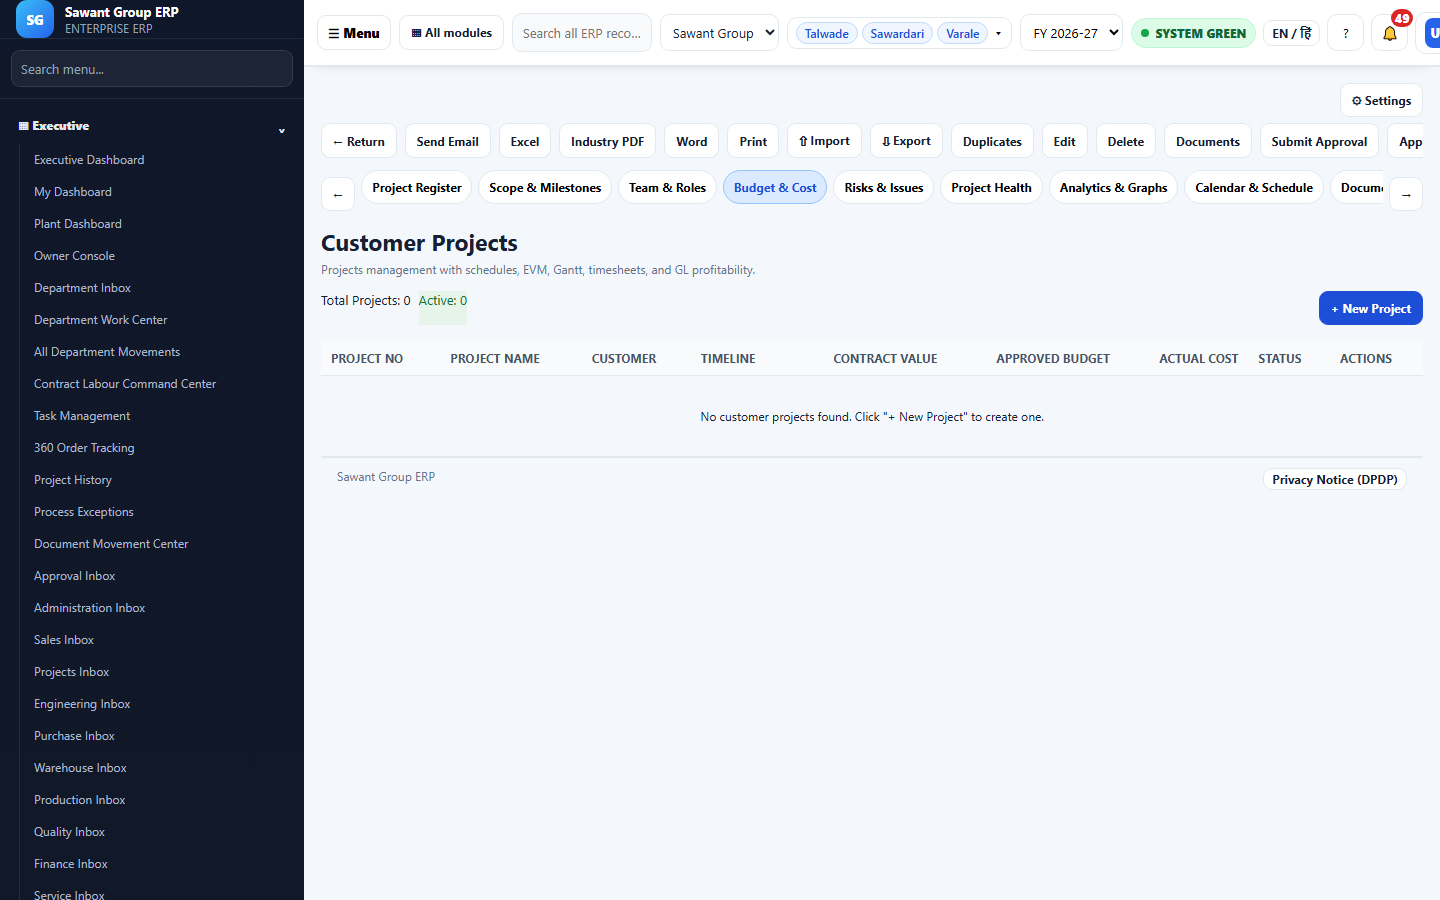 SG
Sawant Group ERP
ENTERPRISE ERP
Search menu...
Executive
Executive Dashboard
My Dashboard
Plant Dashboard
Owner Console
Department Inbox
Department Work Center
All Department Movements
Contract Labour Command Center
Task Management
360 Order Tracking
Project History
Process Exceptions
Document Movement Center
Approval Inbox
Administration Inbox
Sales Inbox
Projects Inbox
Engineering Inbox
Purchase Inbox
Warehouse Inbox
Production Inbox
Quality Inbox
Finance Inbox
Service Inbox
☰ Menu
All modules
Search all ERP reco...
Sawant Group
Talwade Sawardari Varale
FY 2026-27
SYSTEM GREEN
EN / हिं
?
49
U
⚙ Settings
← Return
Send Email
Excel
Industry PDF
Word
Print
⇧ Import
⇩ Export
Duplicates
Edit
Delete
Documents
Submit Approval
App
←
Project Register
Scope & Milestones
Team & Roles
Budget & Cost
Risks & Issues
Project Health
Analytics & Graphs
Calendar & Schedule
Docume
→
Customer Projects
Projects management with schedules, EVM, Gantt, timesheets, and GL profitability.
Total Projects: 0 Active: 0
+ New Project
PROJECT NO PROJECT NAME CUSTOMER TIMELINE CONTRACT VALUE APPROVED BUDGET ACTUAL COST STATUS ACTIONS
No customer projects found. Click "+ New Project" to create one.
Sawant Group ERP
Privacy Notice (DPDP)